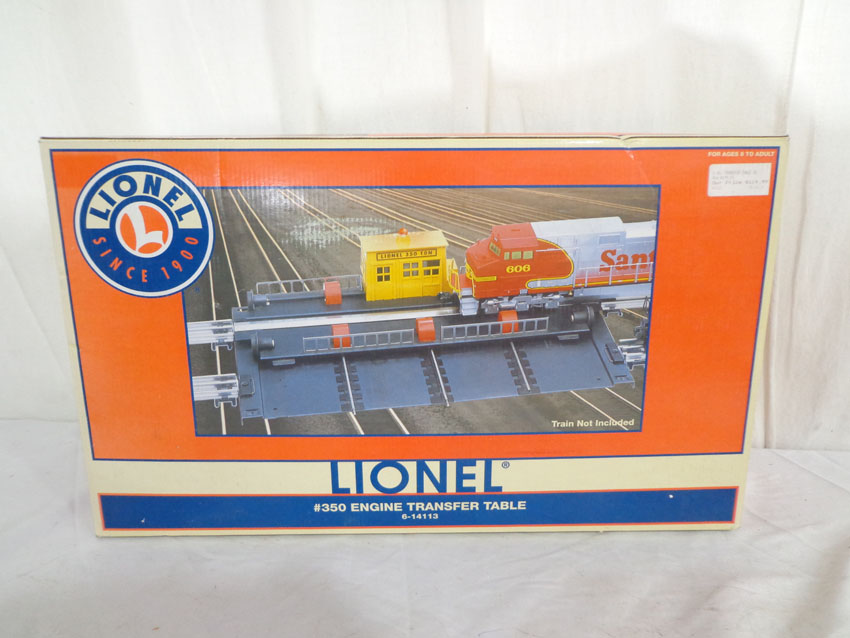 FOR AGES 8 TO ADULT
LIONEL
L
SINCE 1900
LIONEL 350 TON
606
Sant
Train Not Included
LIONEL®
#350 ENGINE TRANSFER TABLE
6-14113